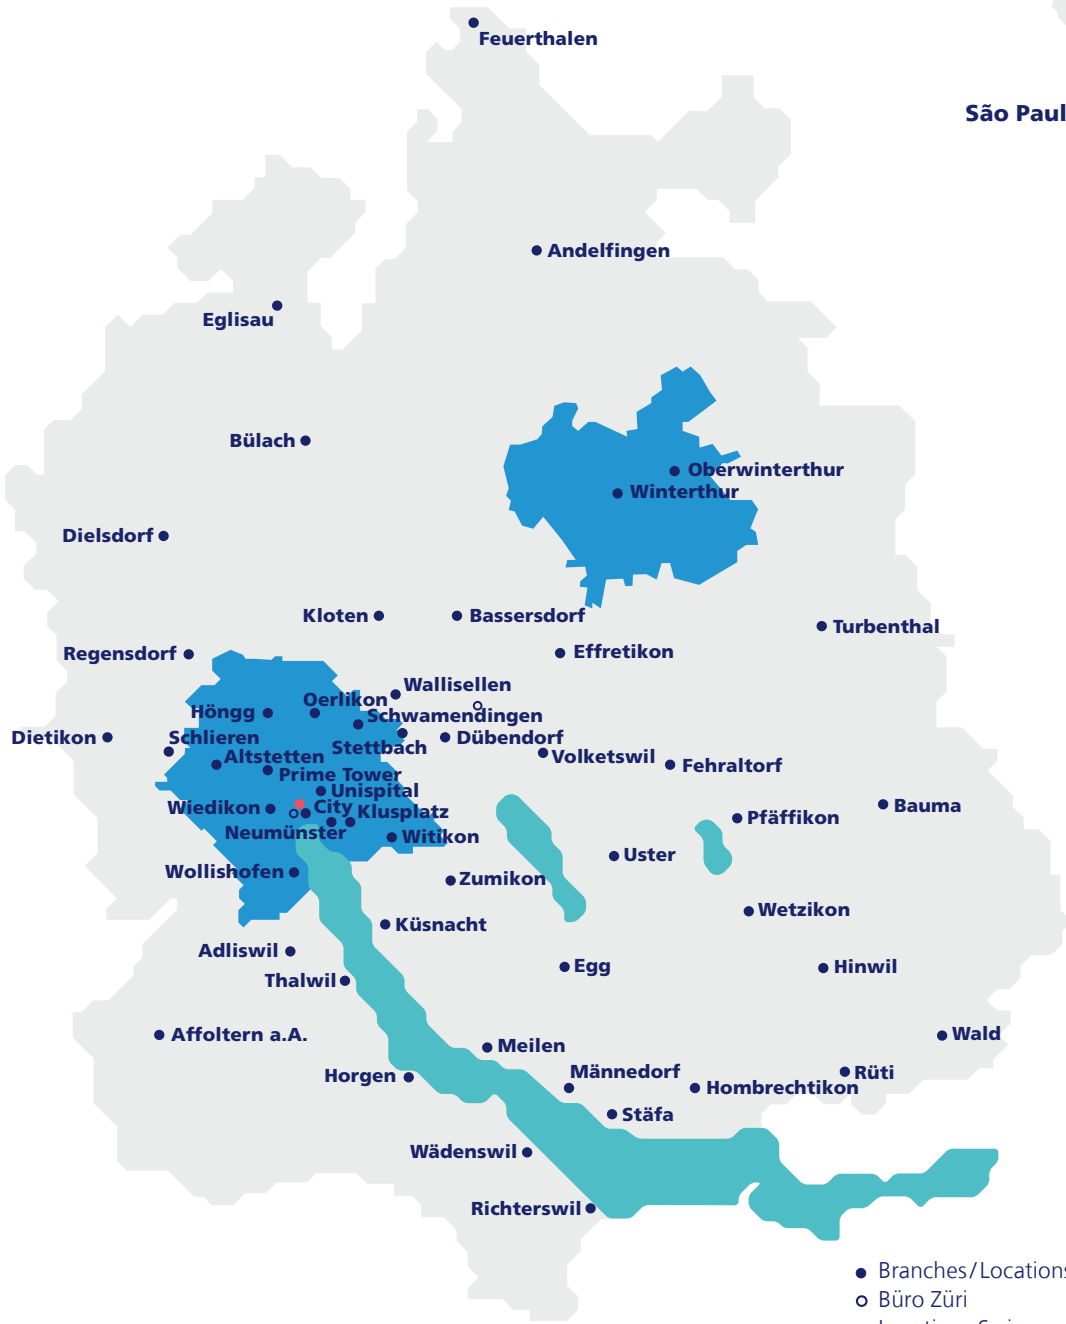 Feuerthalen
São Paul
Andelfingen
Eglisau
Bülach
Oberwinterthur
Winterthur
Dielsdorf
Kloten
Bassersdorf
Turbenthal
Regensdorf
Effretikon
Wallisellen
Oerlikon
Höngg
Schwamendingen
Dietikon
Schlieren
Stettbach
Dübendorf
Altstetten
Volketswil
Fehraltorf
Prime Tower
Unispital
Wiedikon
City
Klusplatz
Bauma
Pfäffikon
Neumünster
Witikon
Uster
Wollishofen
Zumikon
Wetzikon
Küsnacht
Adliswil
Egg
Hinwil
Thalwil
Affoltern a.A.
Wald
Meilen
Horgen
Männedorf
Rüti
Hombrechtikon
Stäfa
Wädenswil
Richterswil
Branches/Locations
Büro Züri